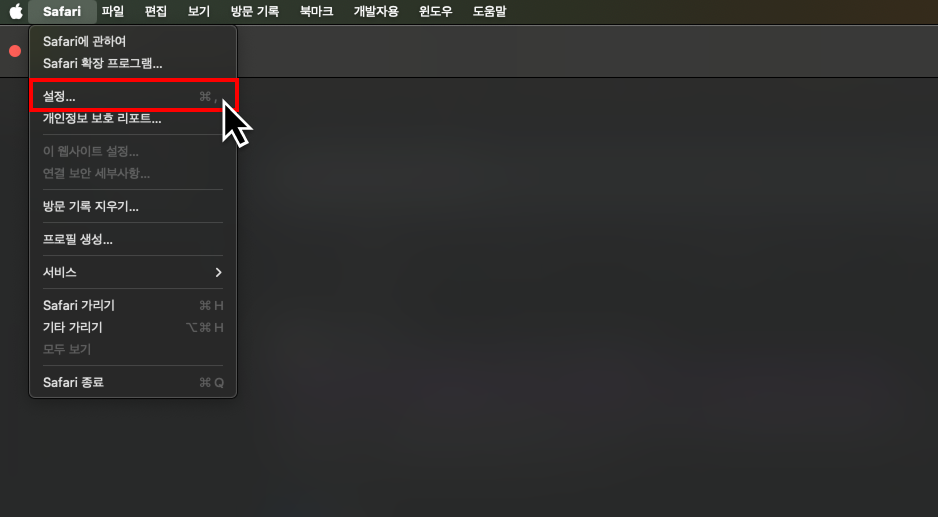 Safari 파일 편집 보기 방문 기록 북마크 개발자용 윈도우 도움말
Safari에 관하여
Safari 확장 프로그램...
설정... ⌘ ,
개인정보 보호 리포트...
이 웹사이트 설정...
연결 보안 세부사항...
방문 기록 지우기...
프로필 생성...
서비스
Safari 가리기 ⌘ H
기타 가리기 ⌥ ⌘ H
모두 보기
Safari 종료 ⌘ Q